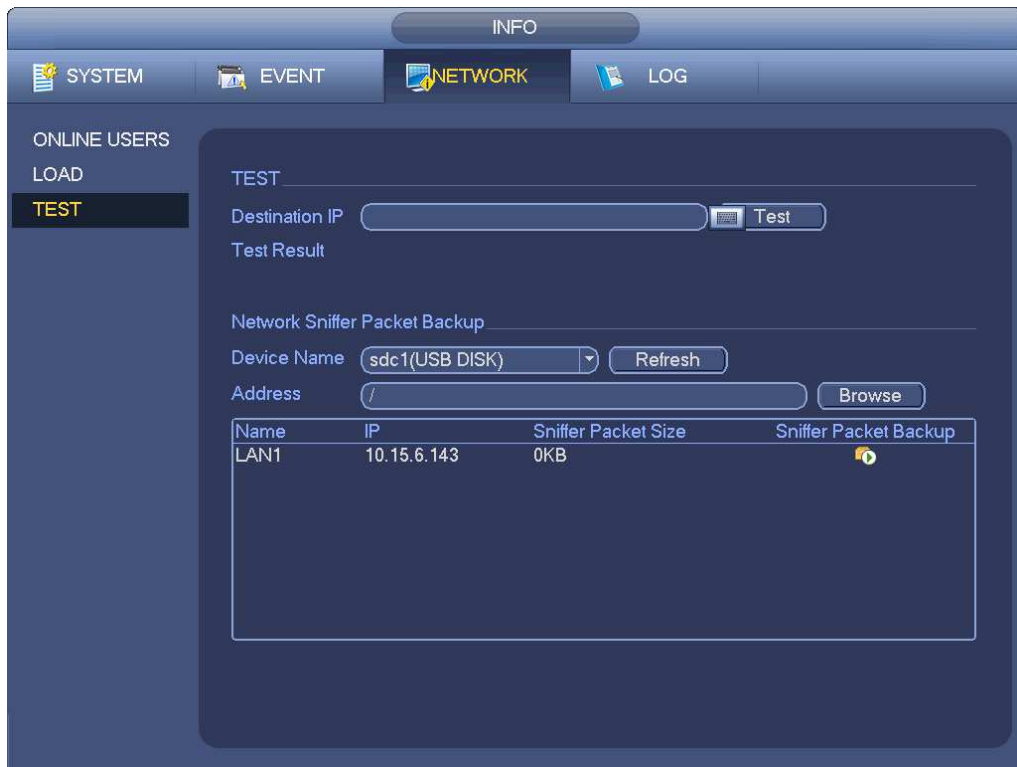 INFO
SYSTEM EVENT NETWORK LOG
ONLINE USERS
LOAD
TEST
TEST
Destination IP Test
Test Result
Network Sniffer Packet Backup
Device Name sdc1(USB DISK) Refresh
Address / Browse
Name IP Sniffer Packet Size Sniffer Packet Backup
LAN1 10.15.6.143 0KB